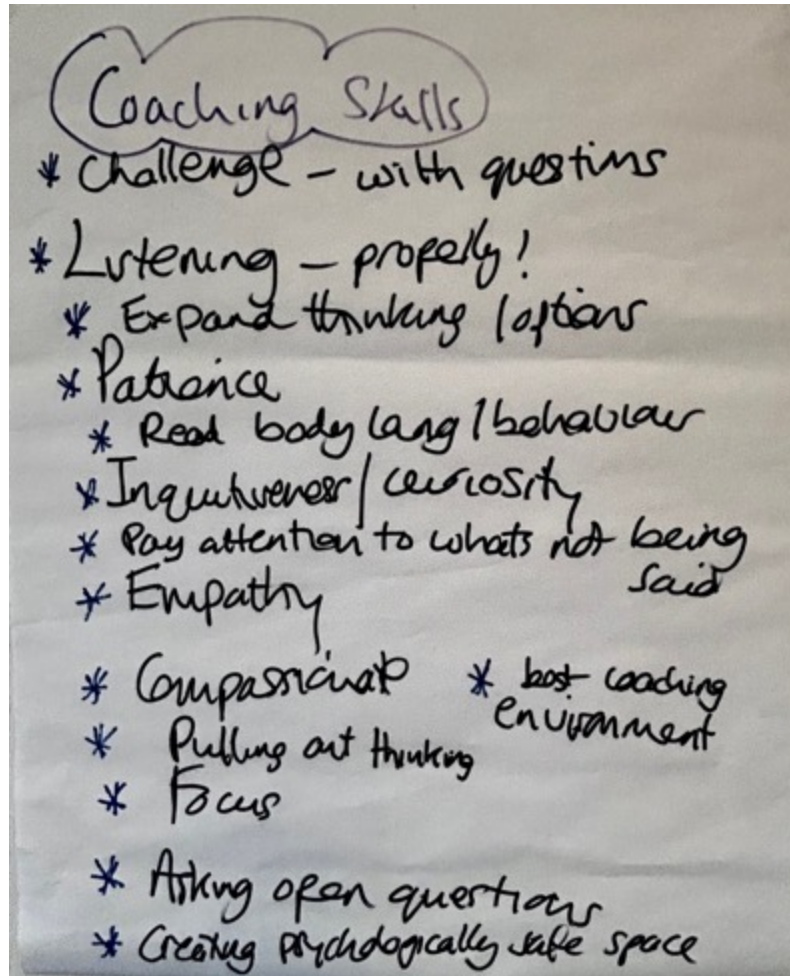 Coaching Skills
* Challenge - with questions
* Listening - properly!
* Expand thinking / options
* Patience
* Read body lang / behaviour
* Inquisitiveness / curiosity
* Pay attention to whats not being
said
* Empathy
* Compassionate
* best coaching
environment
* Pulling out thinking
* Focus
* Asking open questions
* Creating psychologically safe space